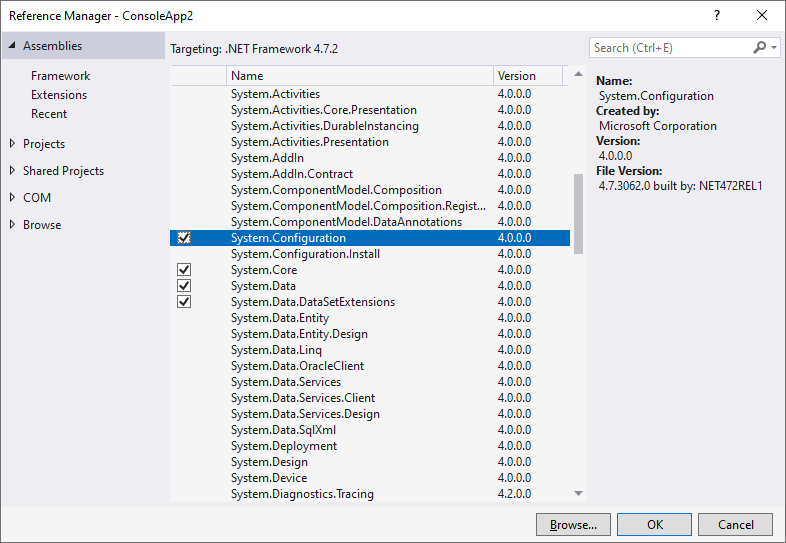 Reference Manager - ConsoleApp2
? 
Assemblies
Framework
Extensions
Recent
Projects
Shared Projects
COM
Browse
Targeting: .NET Framework 4.7.2
Search (Ctrl+E)
Name Version
System.Activities 4.0.0.0
System.Activities.Core.Presentation 4.0.0.0
System.Activities.DurableInstancing 4.0.0.0
System.Activities.Presentation 4.0.0.0
System.AddIn 4.0.0.0
System.AddIn.Contract 4.0.0.0
System.ComponentModel.Composition 4.0.0.0
System.ComponentModel.Composition.Regist... 4.0.0.0
System.ComponentModel.DataAnnotations 4.0.0.0
System.Configuration 4.0.0.0
System.Configuration.Install 4.0.0.0
System.Core 4.0.0.0
System.Data 4.0.0.0
System.Data.DataSetExtensions 4.0.0.0
System.Data.Entity 4.0.0.0
System.Data.Entity.Design 4.0.0.0
System.Data.Linq 4.0.0.0
System.Data.OracleClient 4.0.0.0
System.Data.Services 4.0.0.0
System.Data.Services.Client 4.0.0.0
System.Data.Services.Design 4.0.0.0
System.Data.SqlXml 4.0.0.0
System.Deployment 4.0.0.0
System.Design 4.0.0.0
System.Device 4.0.0.0
System.Diagnostics.Tracing 4.2.0.0
Name:
System.Configuration
Created by:
Microsoft Corporation
Version:
4.0.0.0
File Version:
4.7.3062.0 built by: NET472REL1
Browse...
OK
Cancel